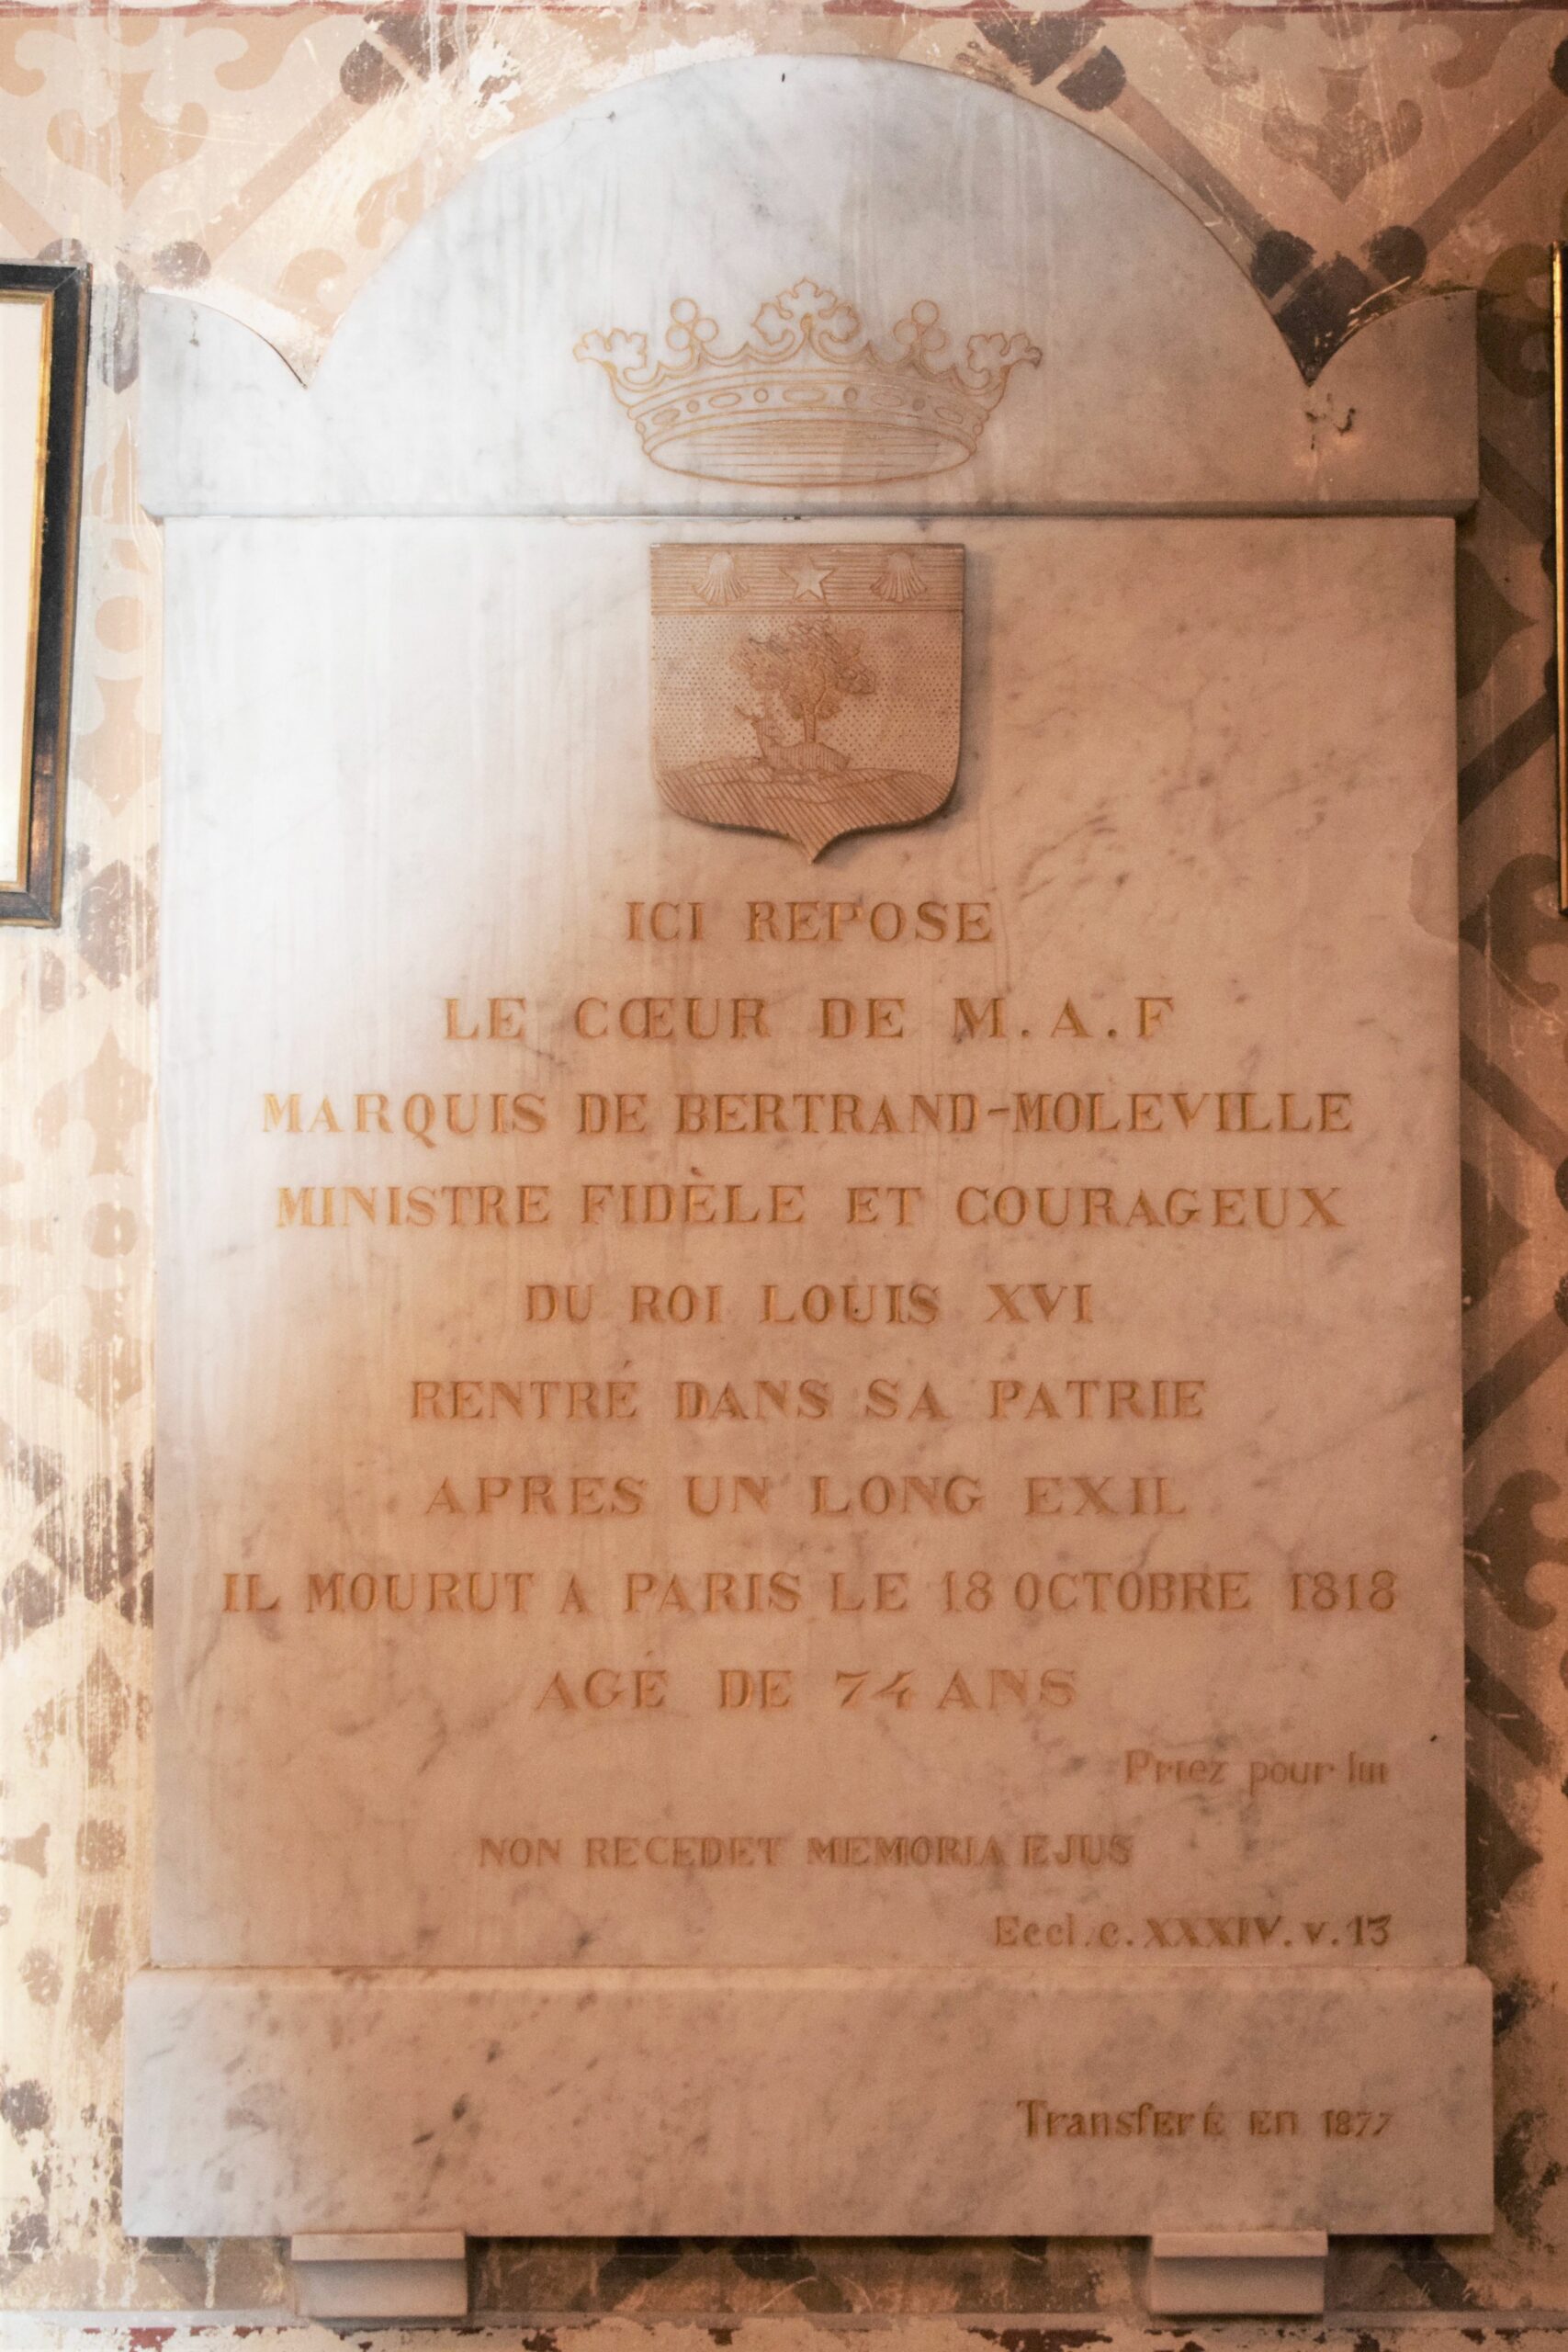 ICI REPOSE
LE CŒUR DE M. A. F
MARQUIS DE BERTRAND-MOLEVILLE
MINISTRE FIDÈLE ET COURAGEUX
DU ROI LOUIS XVI
RENTRÉ DANS SA PATRIE
APRES UN LONG EXIL
IL MOURUT A PARIS LE 18 OCTOBRE 1818
AGÉ DE 74 ANS
Priez pour lui
NON RECEDET MEMORIA EJUS
Eccl. c. XXXIV. v. 13
Transferé en 1877